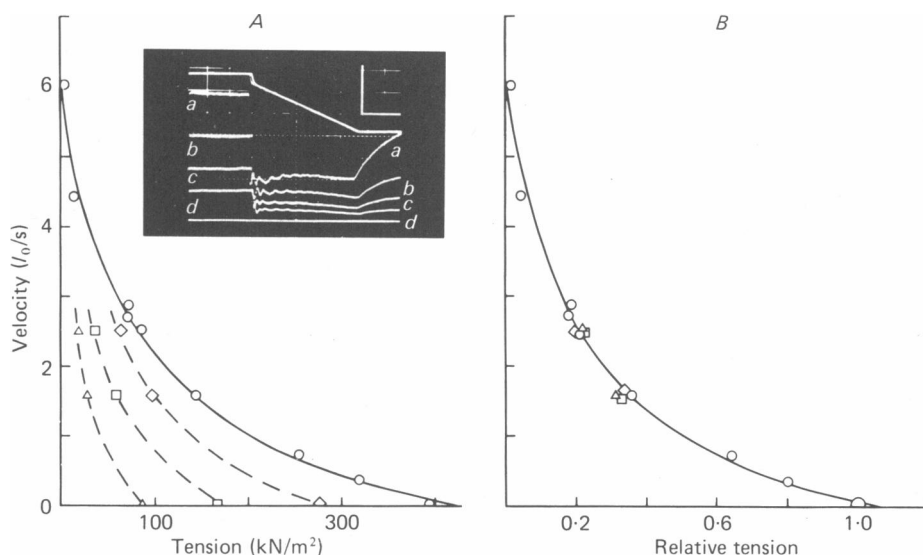 A
B
6
4
2
0
Velocity (l₀/s)
100
300
Tension (kN/m²)
a
b
c
d
a
b
c
d
0·2
0·6
1·0
Relative tension